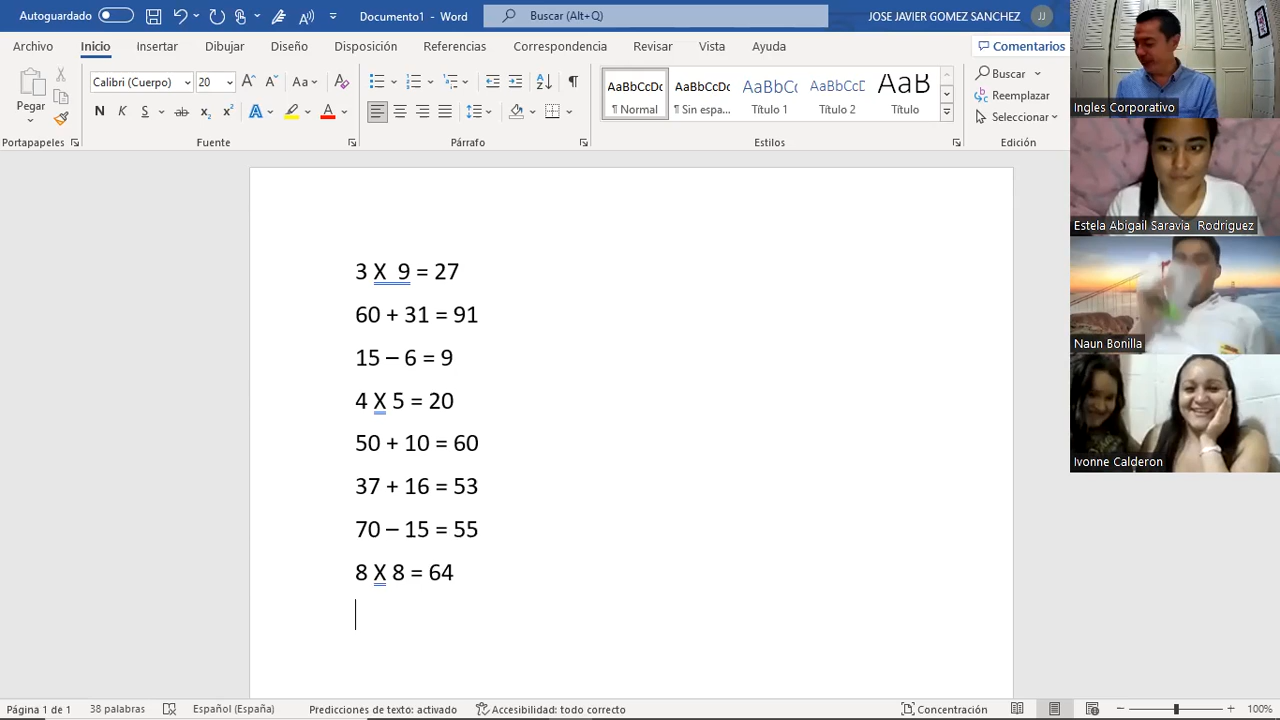 Autoguardado
Documento1 - Word
Buscar (Alt+Q)
JOSE JAVIER GOMEZ SANCHEZ
JJ
Archivo
Inicio
Insertar
Dibujar
Diseño
Disposición
Referencias
Correspondencia
Revisar
Vista
Ayuda
Comentarios
Pegar
Calibri (Cuerpo)
20
Aa
N K S ab x₂ x²
A A
AaBbCcDc
¶ Normal
AaBbCcDc
¶ Sin espa...
AaBbCc
Título 1
AaBbCcD
Título 2
AaB
Título
Buscar
Reemplazar
Seleccionar
Portapapeles
Fuente
Párrafo
Estilos
Edición
3 X  9 = 27
60 + 31 = 91
15 – 6 = 9
4 X 5 = 20
50 + 10 = 60
37 + 16 = 53
70 – 15 = 55
8 X 8 = 64
Ingles Corporativo
Estela Abigail Saravia  Rodriguez
Naun Bonilla
Ivonne Calderon
Página 1 de 1
38 palabras
Español (España)
Predicciones de texto: activado
Accesibilidad: todo correcto
Concentración
100%